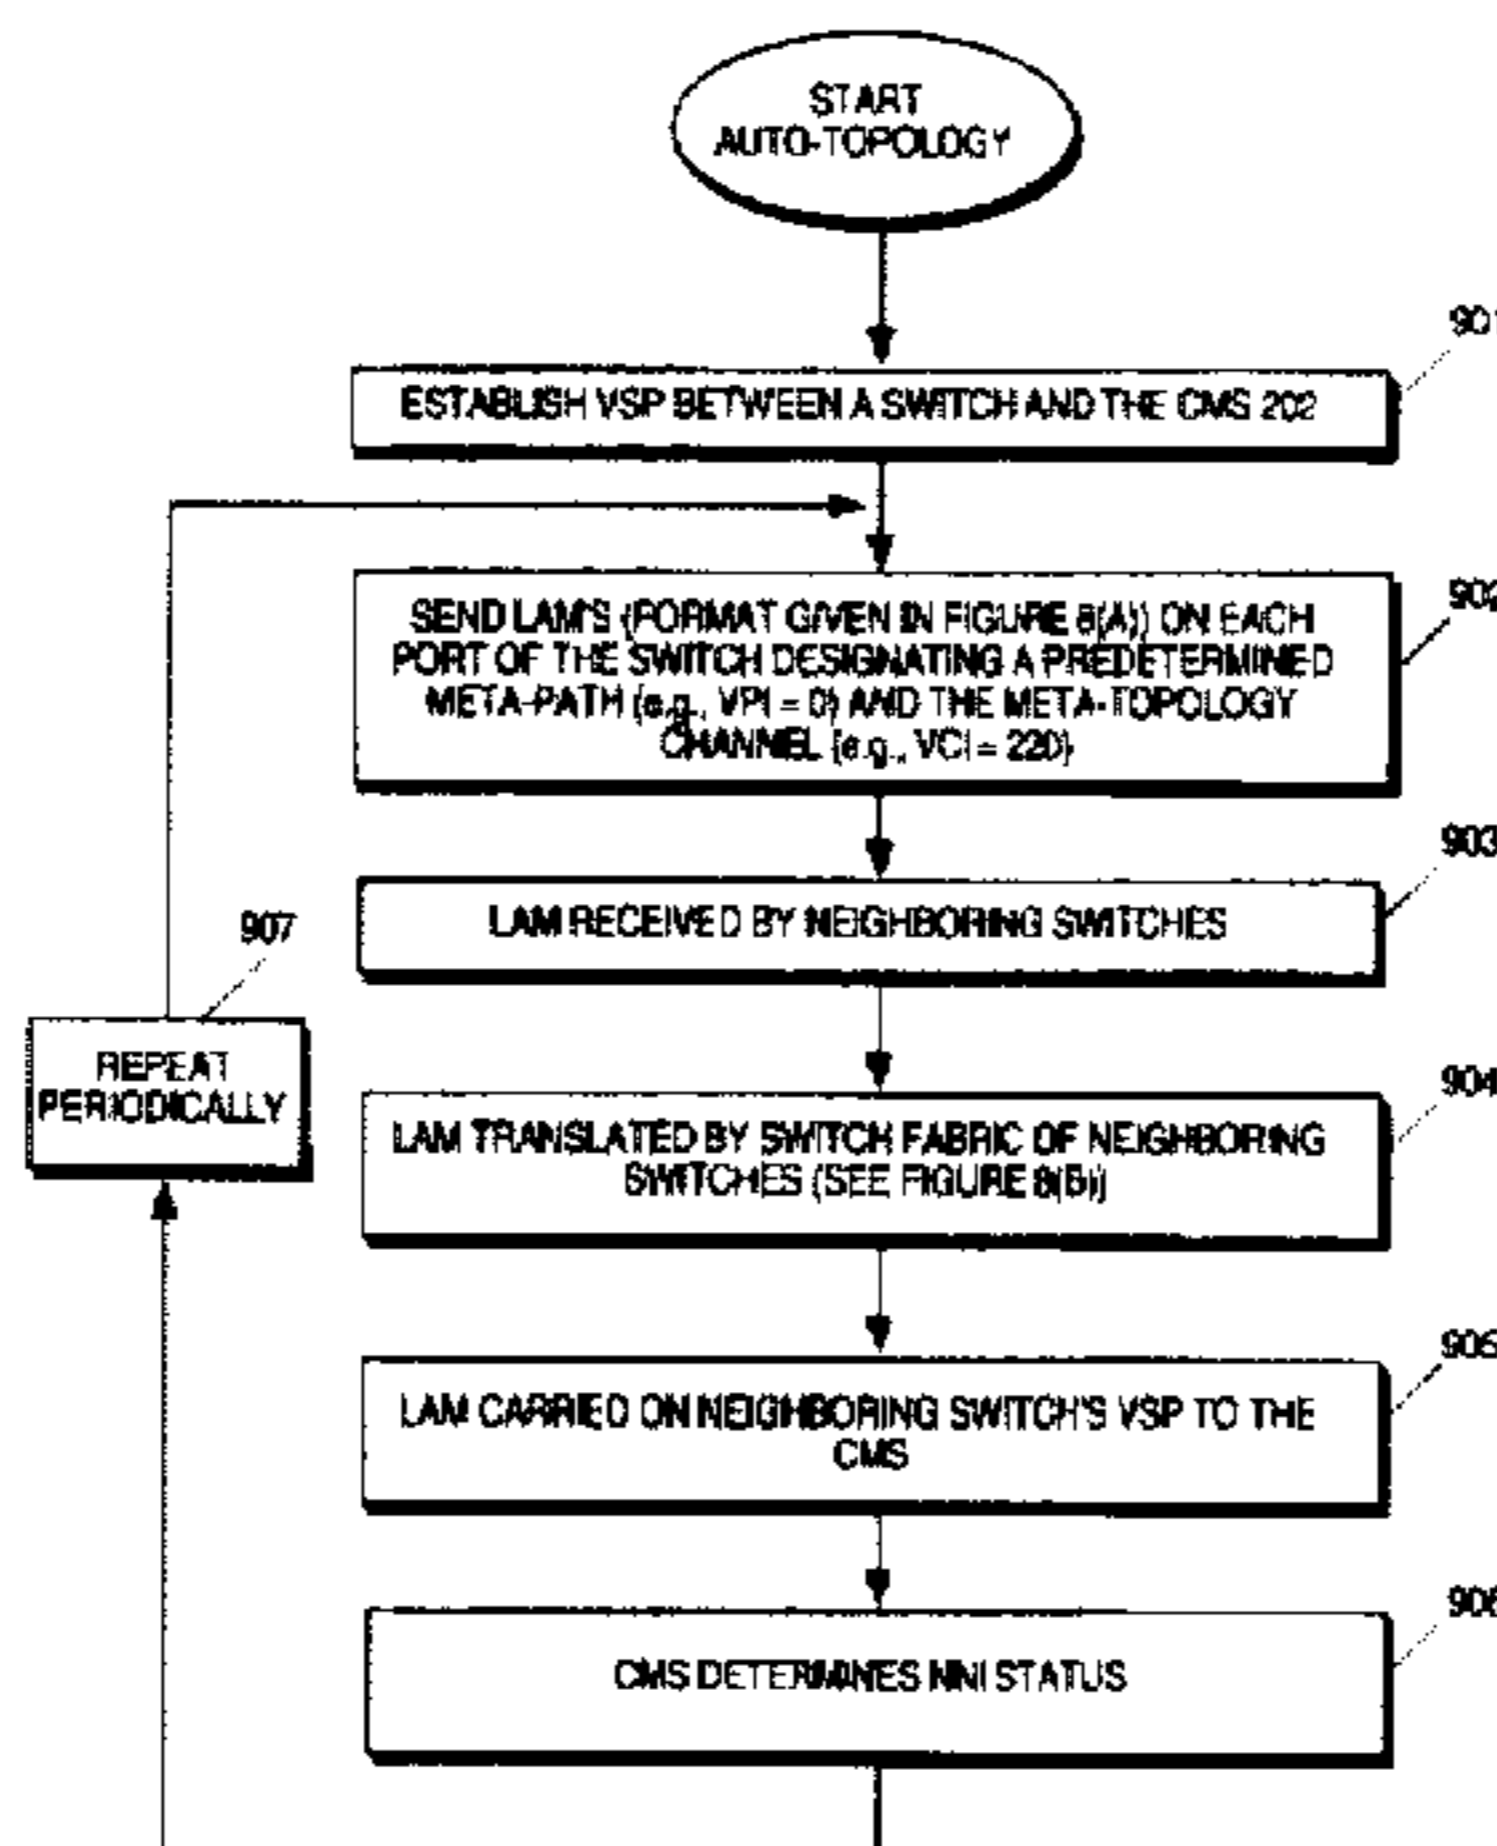 START
AUTO-TOPOLOGY
901
ESTABLISH VSP BETWEEN A SWITCH AND THE CMS 202
902
SEND LAM'S (FORMAT GIVEN IN FIGURE 8(A)) ON EACH
PORT OF THE SWITCH DESIGNATING A PREDETERMINED
META-PATH (e.g., VPI = 0) AND THE META-TOPOLOGY
CHANNEL (e.g., VCI = 220)
903
LAM RECEIVED BY NEIGHBORING SWITCHES
907
REPEAT
PERIODICALLY
904
LAM TRANSLATED BY SWITCH FABRIC OF NEIGHBORING
SWITCHES (SEE FIGURE 8(B))
905
LAM CARRIED ON NEIGHBORING SWITCH'S VSP TO THE
CMS
906
CMS DETERMINES NNI STATUS